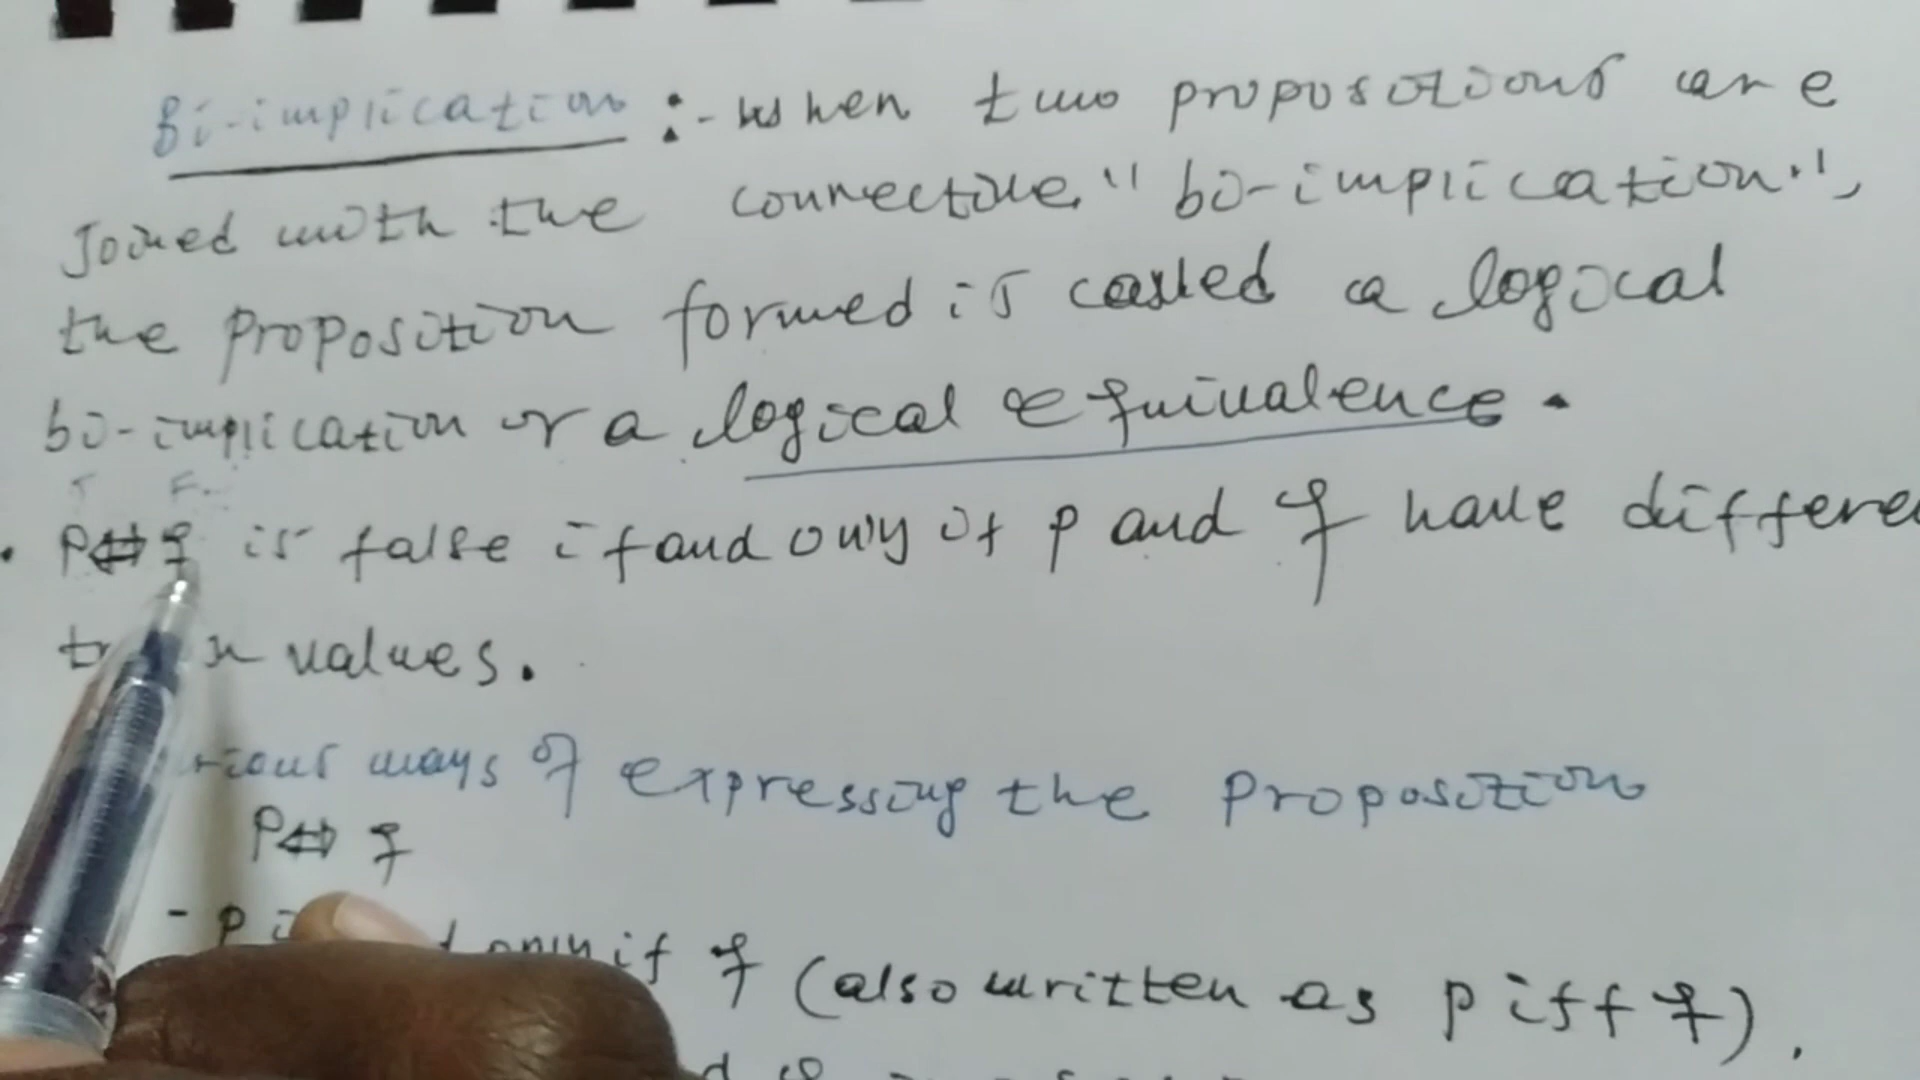 Bi-implication :- When two propositions are
Joined with the connective "bi-implication",
the proposition formed is called a logical
bi-implication or a logical equivalence.
T F
• P⇔q is false if and only if p and q have differe
values.
ways of expressing the proposition
P⇔q
- P only if q (also written as p iff q).